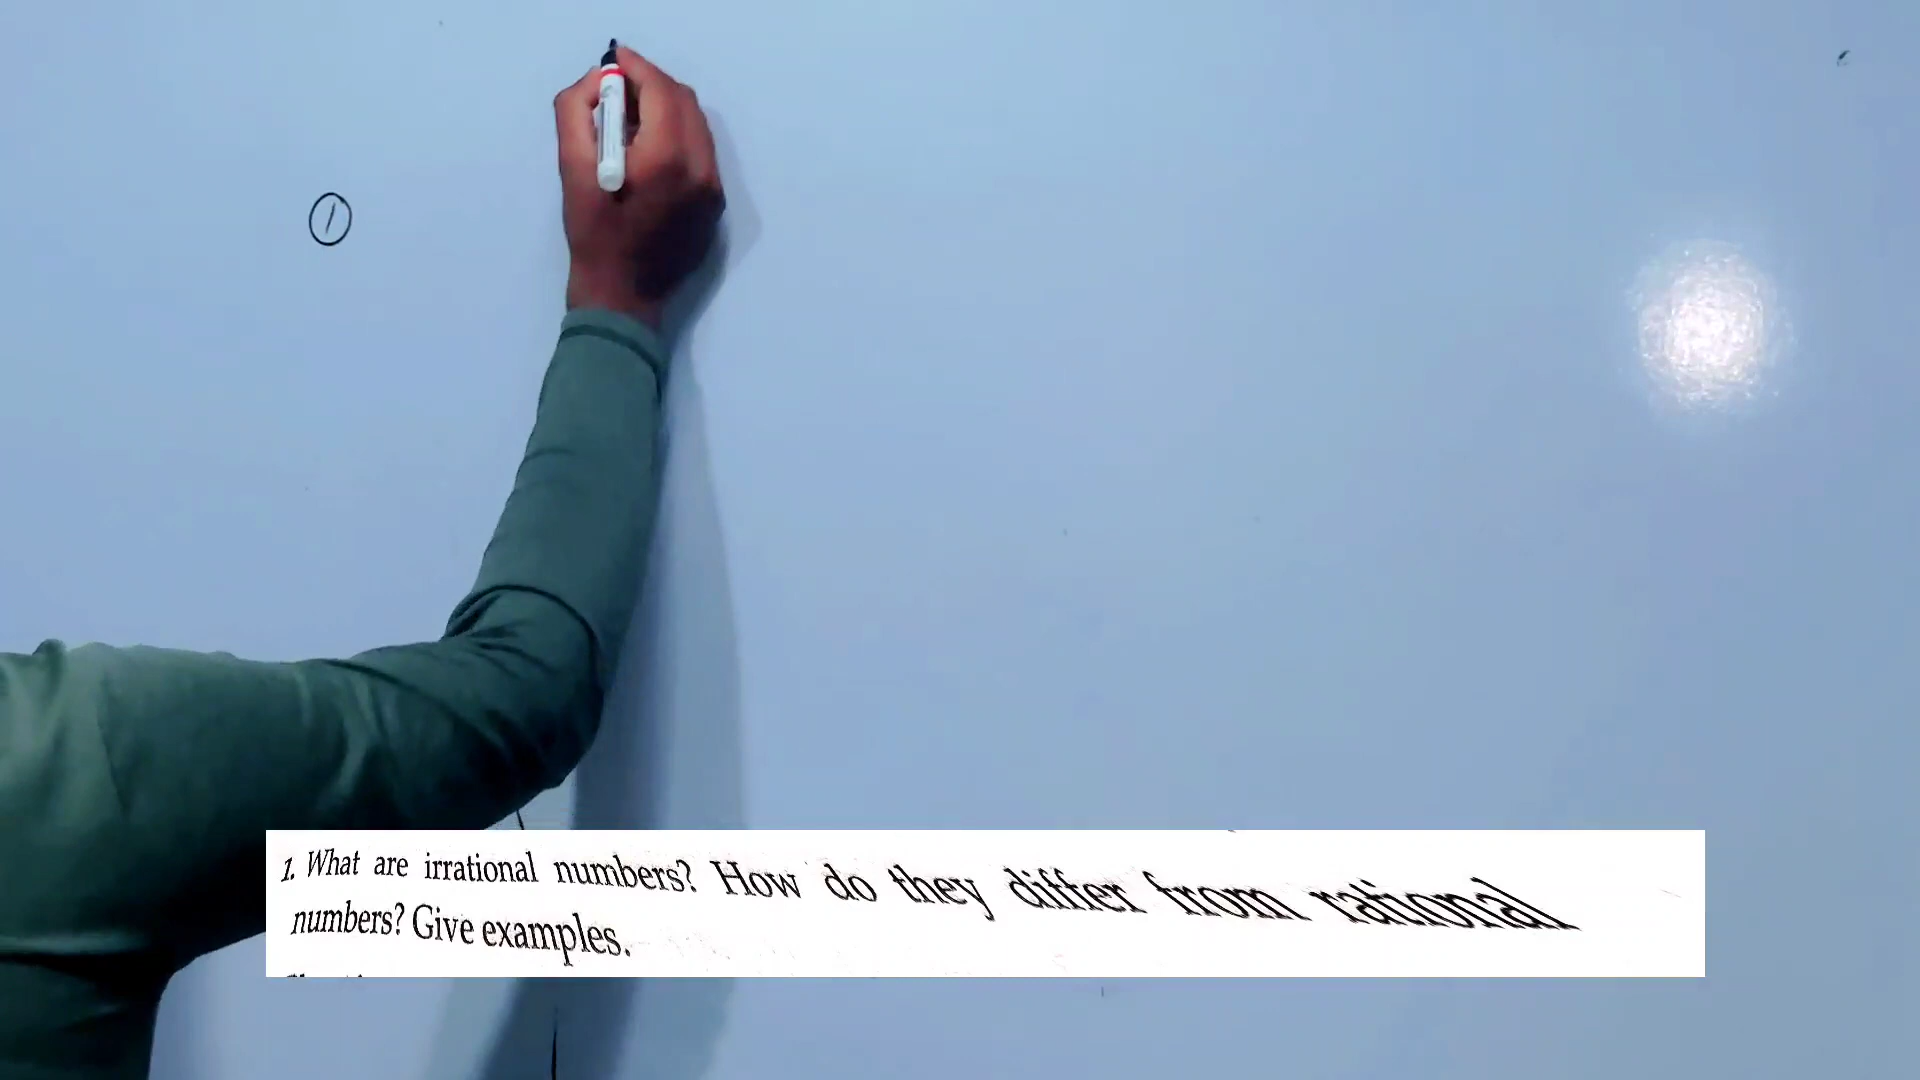 1
1. What are irrational numbers? How do they differ from rational
numbers? Give examples.